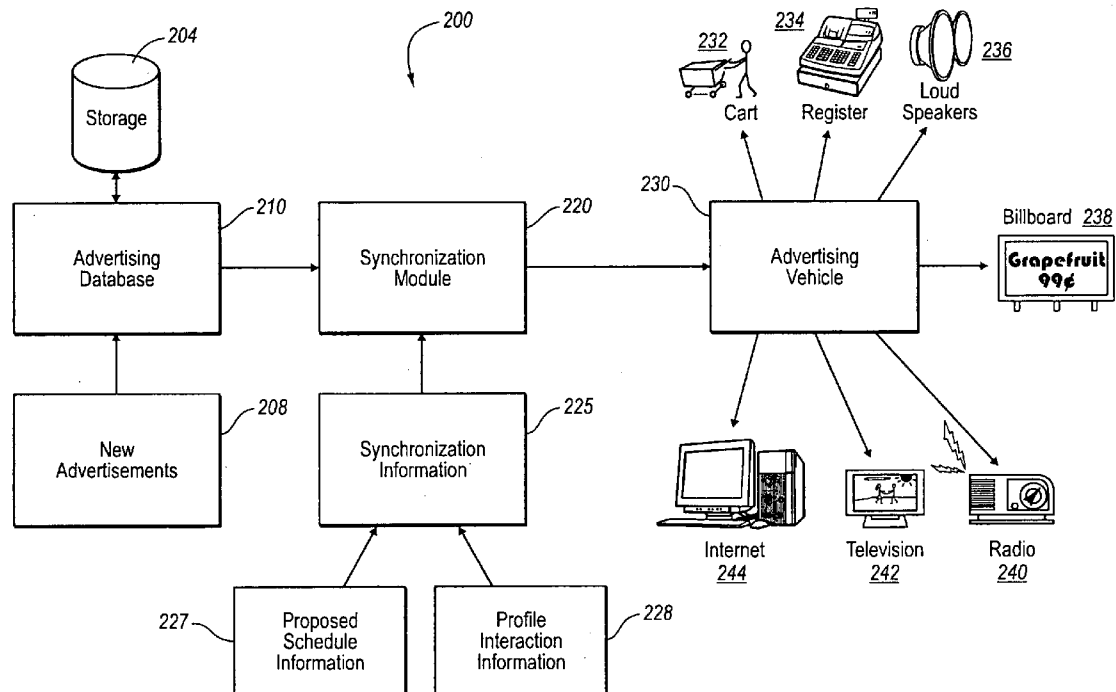 204
200
Storage
232
Cart
234
Register
236
Loud
Speakers
210
Advertising
Database
220
Synchronization
Module
230
Advertising
Vehicle
Billboard 238
Grapefruit
99¢
208
New
Advertisements
225
Synchronization
Information
Internet
244
Television
242
Radio
240
227
Proposed
Schedule
Information
Profile
Interaction
Information
228